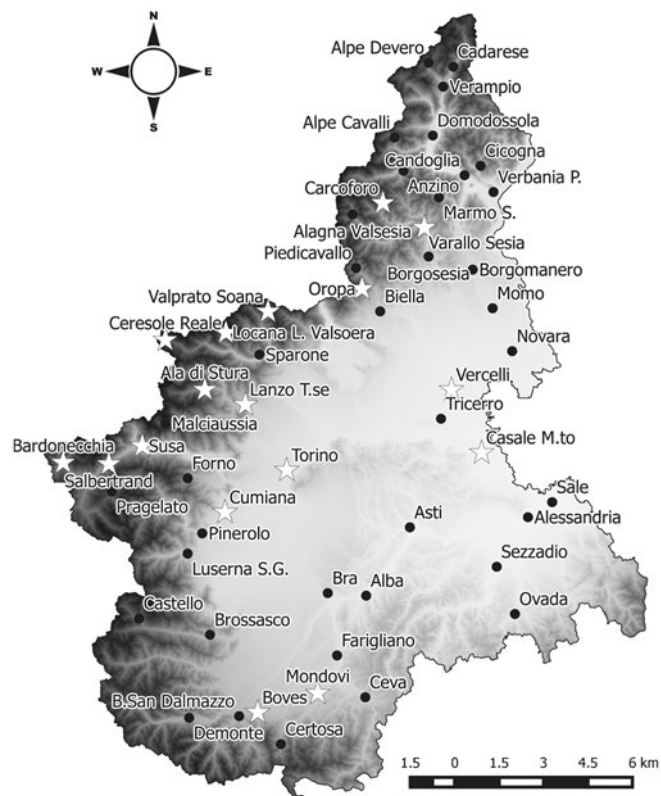 N
W
E
S
Alpe Devero
Cadarese
Verampio
Domodossola
Alpe Cavalli
Cicogna
Candoglia
Anzino
Verbania P.
Carcoforo
Marmo S.
Alagna Valsesia
Varallo Sesia
Piedicavallo
Borgosesia
Borgomanero
Oropa
Biella
Momo
Valprato Soana
Ceresole Reale
Locana L. Valsoera
Novara
Sparone
Ala di Stura
Lanzo T.se
Vercelli
Tricerro
Malciaussia
Bardonecchia
Susa
Casale M.to
Salbertrand
Forno
Torino
Pragelato
Cumiana
Sale
Asti
Alessandria
Pinerolo
Luserna S.G.
Sezzadio
Bra
Alba
Castello
Ovada
Brossasco
Farigliano
Mondovi
Ceva
B.San Dalmazzo
Boves
Demonte
Certosa
1.5 0 1.5 3 4.5 6 km